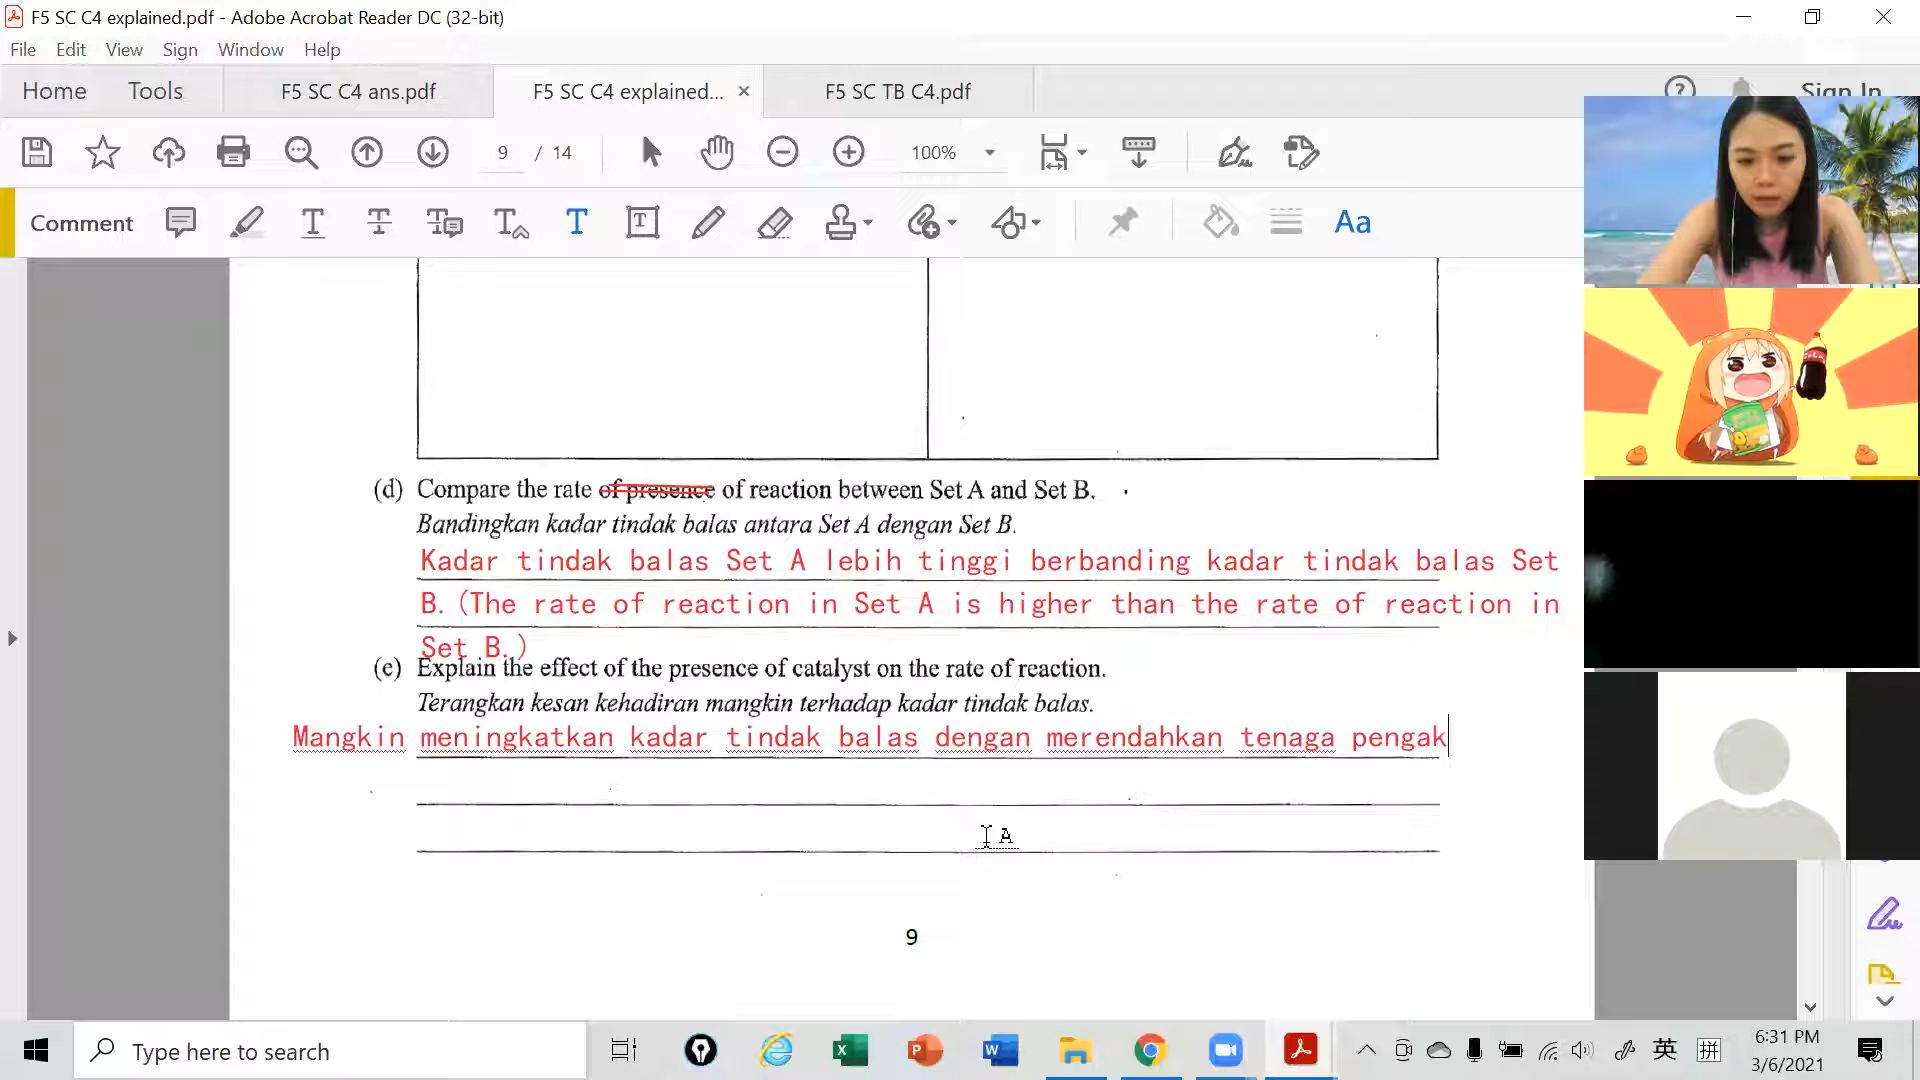 F5 SC C4 explained.pdf - Adobe Acrobat Reader DC (32-bit)
File Edit View Sign Window Help
Home Tools F5 SC C4 ans.pdf F5 SC C4 explained... × F5 SC TB C4.pdf ? Sign In
9 / 14 100%
Comment Aa
(d) Compare the rate of presence of reaction between Set A and Set B.
Bandingkan kadar tindak balas antara Set A dengan Set B.
Kadar tindak balas Set A lebih tinggi berbanding kadar tindak balas Set
B. (The rate of reaction in Set A is higher than the rate of reaction in
Set B.)
(e) Explain the effect of the presence of catalyst on the rate of reaction.
Terangkan kesan kehadiran mangkin terhadap kadar tindak balas.
Mangkin meningkatkan kadar tindak balas dengan merendahkan tenaga pengak
A
9
Type here to search
英 拼
6:31 PM
3/6/2021